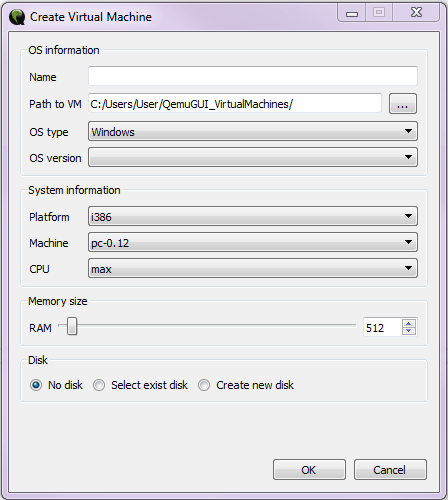 Create Virtual Machine
OS information
Name
Path to VM C:/Users/User/QemuGUI_VirtualMachines/ ...
OS type Windows
OS version
System information
Platform i386
Machine pc-0.12
CPU max
Memory size
RAM 512
Disk
No disk Select exist disk Create new disk
OK Cancel